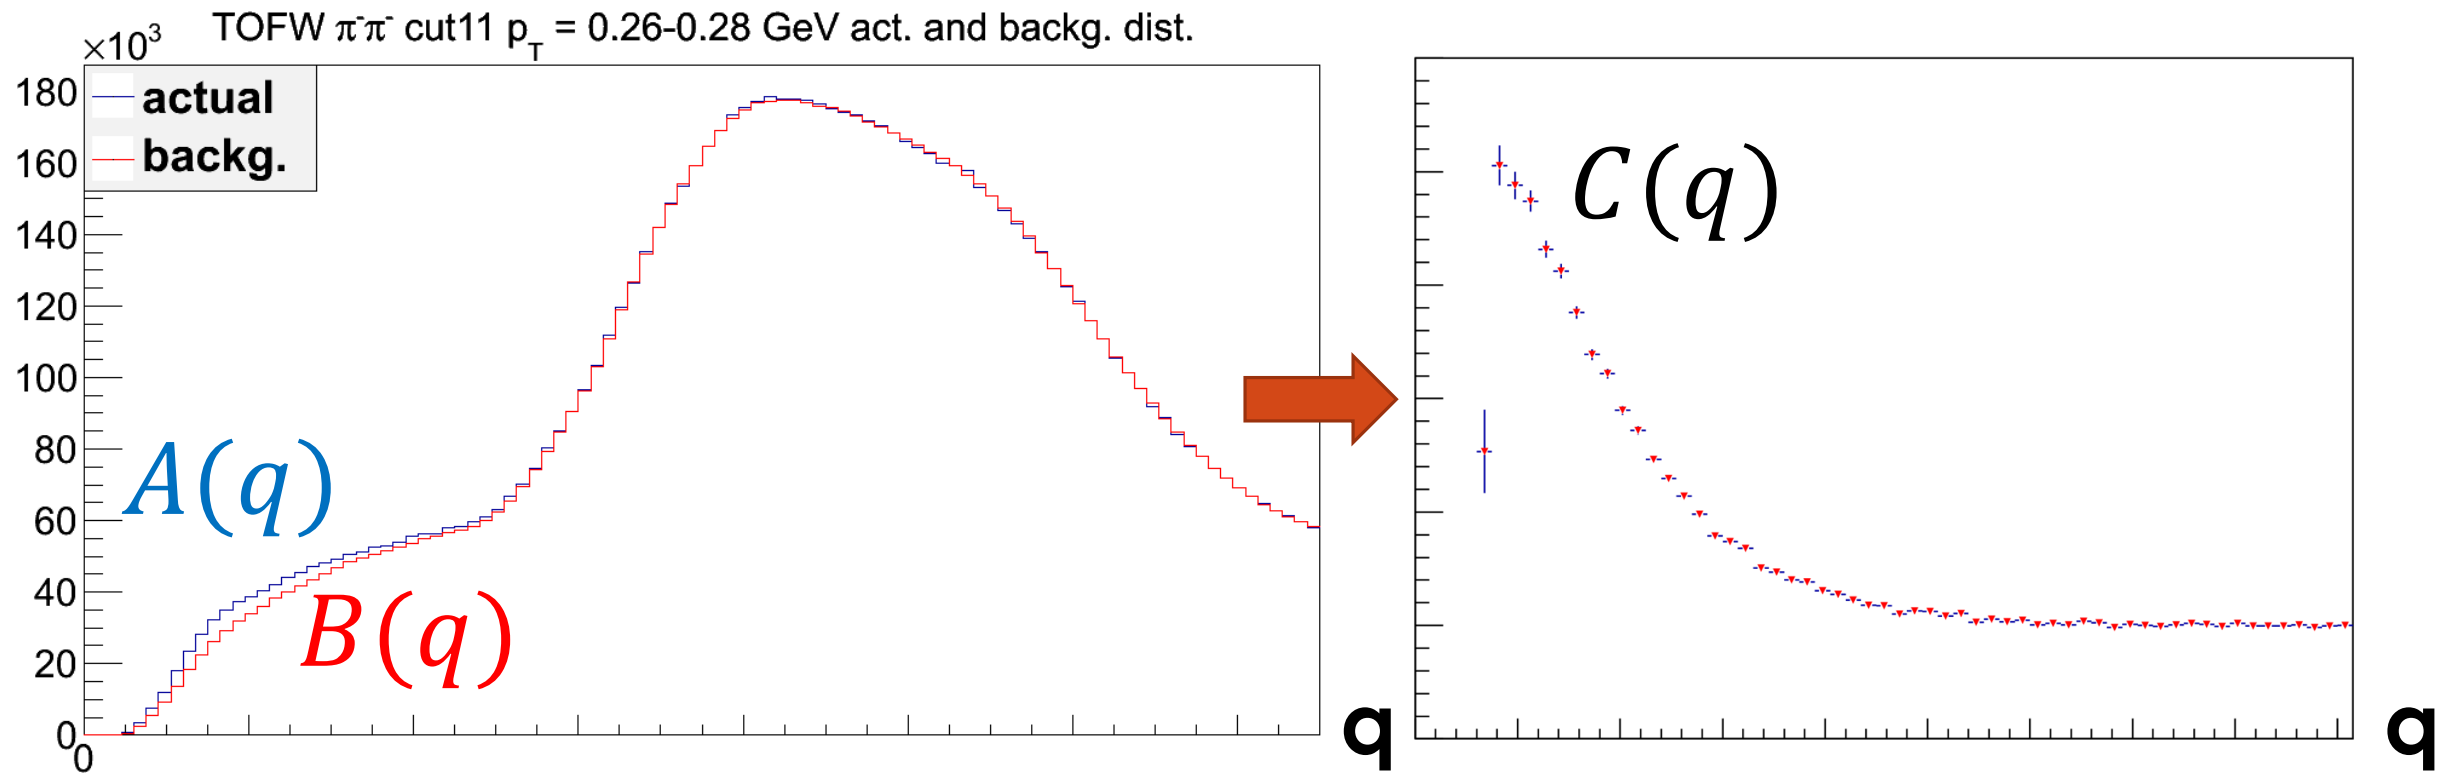 TOFW π⁻π⁻ cut11 p_T = 0.26-0.28 GeV act. and backg. dist.
×10³
actual
backg.
180
160
140
120
100
80
60
40
20
0
0
A(q)
B(q)
q
C(q)
q